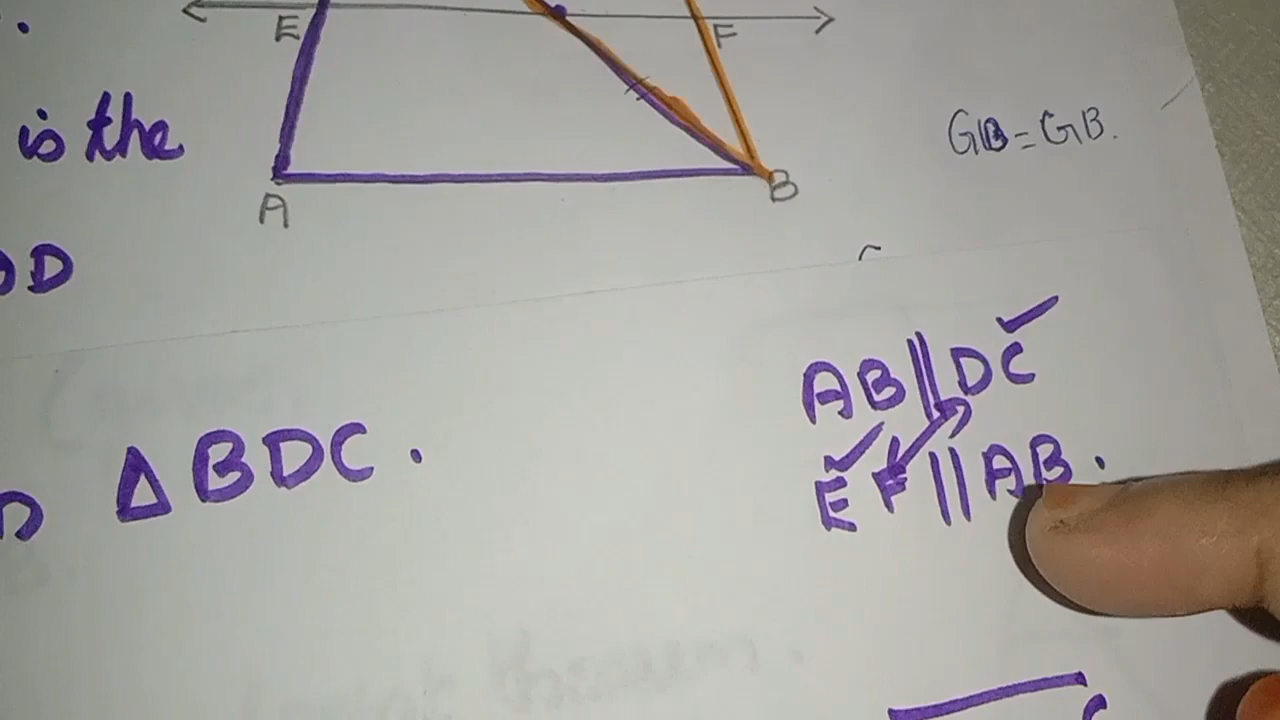 E
F
is the
GB = GB.
A
B
D
AB || DC
EF || AB.
Δ BDC.